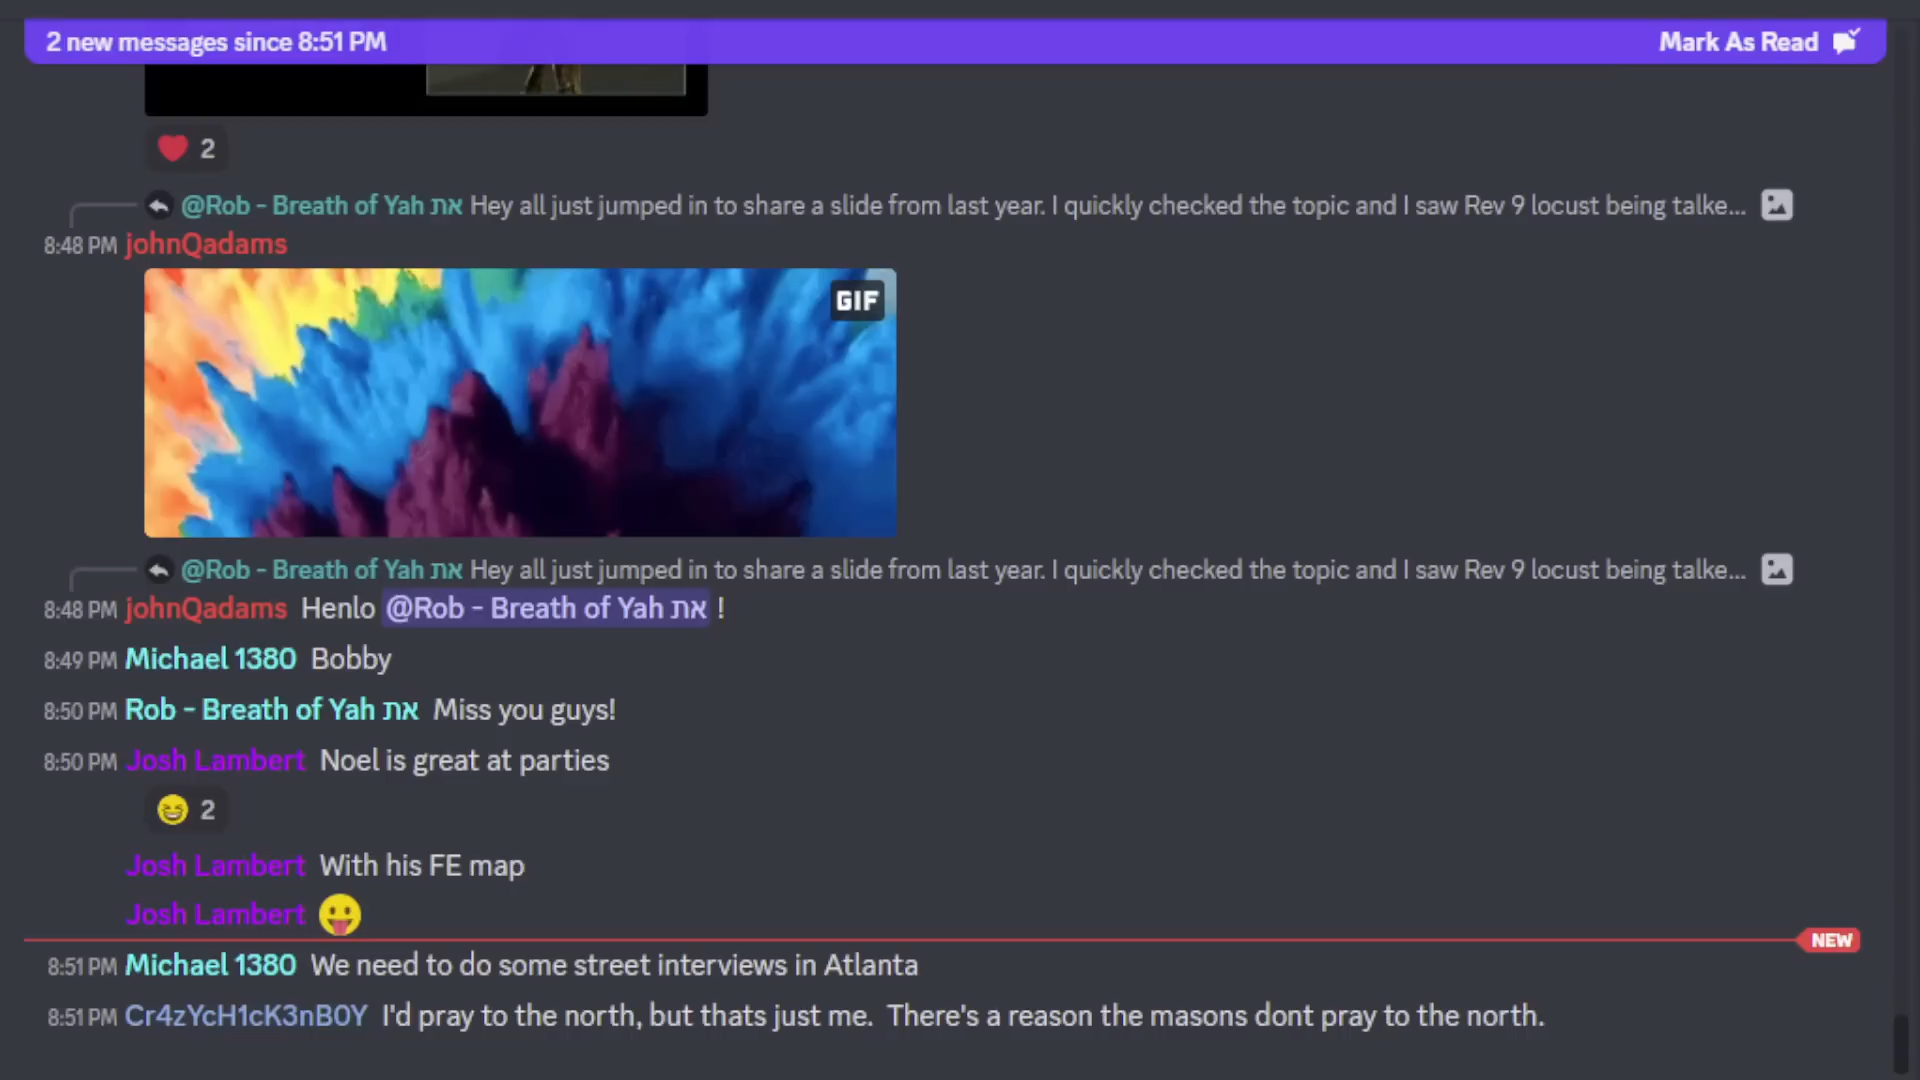 2 new messages since 8:51 PM Mark As Read
2
@Rob - Breath of Yah את Hey all just jumped in to share a slide from last year. I quickly checked the topic and I saw Rev 9 locust being talke...
8:48 PM johnQadams
GIF
@Rob - Breath of Yah את Hey all just jumped in to share a slide from last year. I quickly checked the topic and I saw Rev 9 locust being talke...
8:48 PM johnQadams Henlo @Rob - Breath of Yah את !
8:49 PM Michael 1380 Bobby
8:50 PM Rob - Breath of Yah את Miss you guys!
8:50 PM Josh Lambert Noel is great at parties
2
Josh Lambert With his FE map
Josh Lambert
NEW
8:51 PM Michael 1380 We need to do some street interviews in Atlanta
8:51 PM Cr4zYcH1cK3nB0Y I'd pray to the north, but thats just me. There's a reason the masons dont pray to the north.